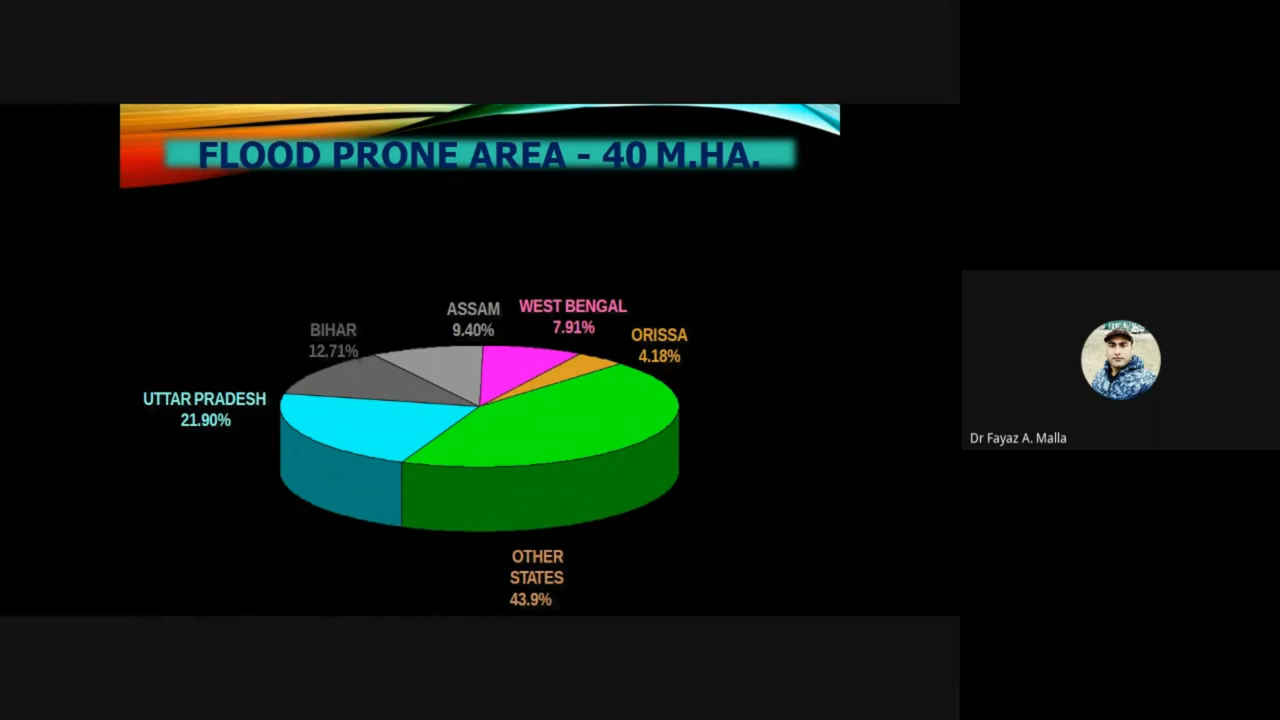 FLOOD PRONE AREA - 40 M.HA.
ASSAM
9.40%
WEST BENGAL
7.91%
ORISSA
4.18%
BIHAR
12.71%
UTTAR PRADESH
21.90%
OTHER
STATES
43.9%
Dr Fayaz A. Malla